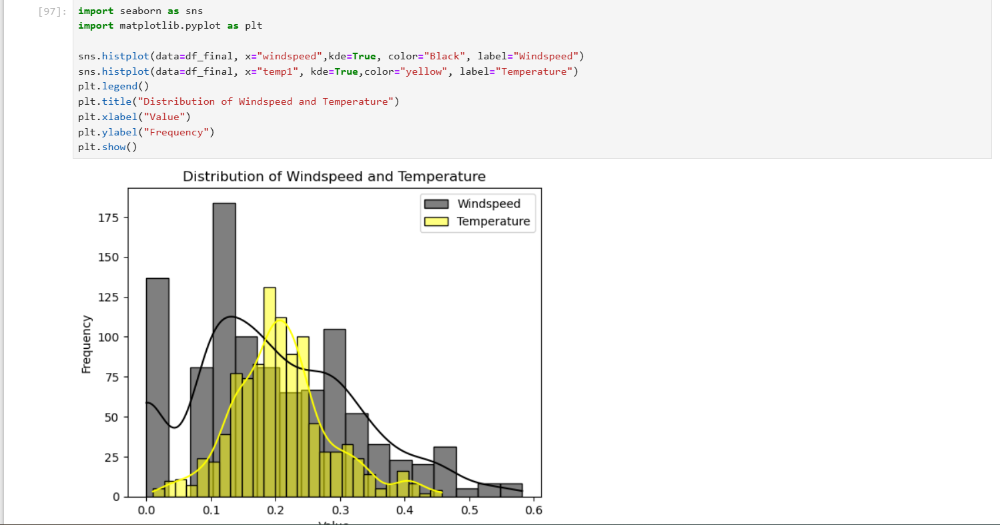 [97]:
import seaborn as sns
import matplotlib.pyplot as plt
sns.histplot(data=df_final, x="windspeed",kde=True, color="Black", label="Windspeed")
sns.histplot(data=df_final, x="temp1", kde=True,color="yellow", label="Temperature")
plt.legend()
plt.title("Distribution of Windspeed and Temperature")
plt.xlabel("Value")
plt.ylabel("Frequency")
plt.show()
Distribution of Windspeed and Temperature
Windspeed
Temperature
175
150
125
100
75
50
25
0
Frequency
0.0 0.1 0.2 0.3 0.4 0.5 0.6
Value